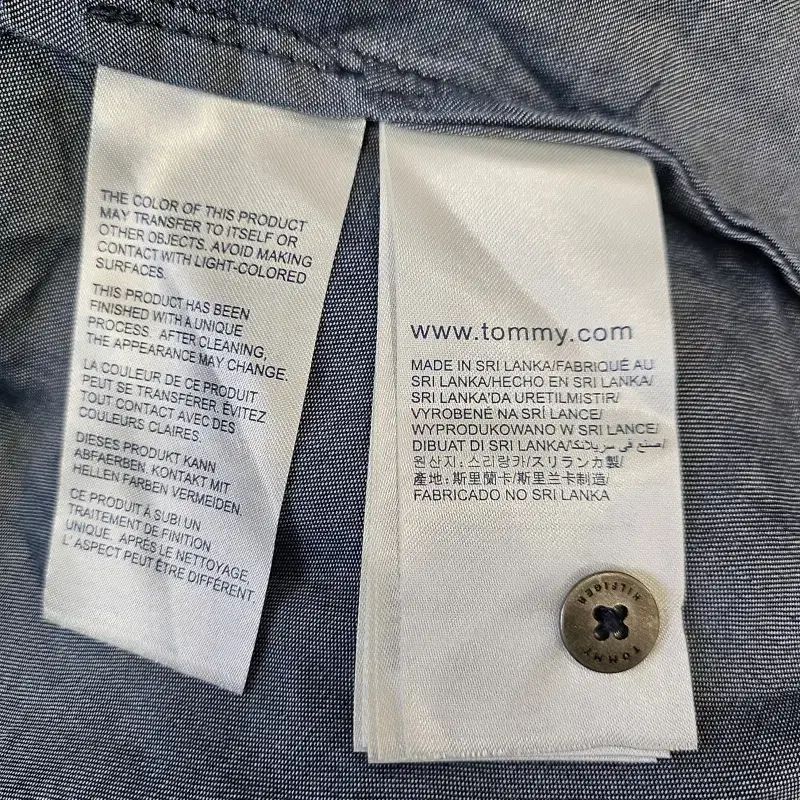 THE COLOR OF THIS PRODUCT
MAY TRANSFER TO ITSELF OR
OTHER OBJECTS. AVOID MAKING
CONTACT WITH LIGHT-COLORED
SURFACES.
THIS PRODUCT HAS BEEN
FINISHED WITH A UNIQUE
PROCESS. AFTER CLEANING,
THE APPEARANCE MAY CHANGE.
LA COULEUR DE CE PRODUIT
PEUT SE TRANSFÉRER. ÉVITEZ
TOUT CONTACT AVEC DES
COULEURS CLAIRES.
DIESES PRODUKT KANN
ABFAERBEN. KONTAKT MIT
HELLEN FARBEN VERMEIDEN.
CE PRODUIT A SUBI UN
TRAITEMENT DE FINITION
UNIQUE. APRÈS LE NETTOYAGE,
L' ASPECT PEUT ÊTRE DIFFÉRENT.
www.tommy.com
MADE IN SRI LANKA/FABRIQUÉ AU
SRI LANKA/HECHO EN SRI LANKA/
SRI LANKA'DA URETILMISTIR/
VYROBENÉ NA SRÍ LANCE/
WYPRODUKOWANO W SRI LANCE/
DIBUAT DI SRI LANKA/صنع في سريلانكا/
원산지: 스리랑카/スリランカ製/
產地: 斯里蘭卡/斯里兰卡制造/
FABRICADO NO SRI LANKA
HILFIGER
TOMMY